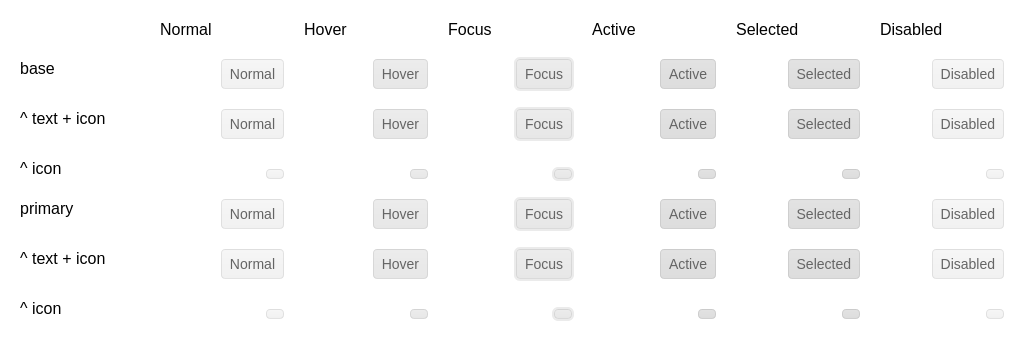 Normal Hover Focus Active Selected Disabled
base Normal Hover Focus Active Selected Disabled
^ text + icon Normal Hover Focus Active Selected Disabled
^ icon
primary Normal Hover Focus Active Selected Disabled
^ text + icon Normal Hover Focus Active Selected Disabled
^ icon